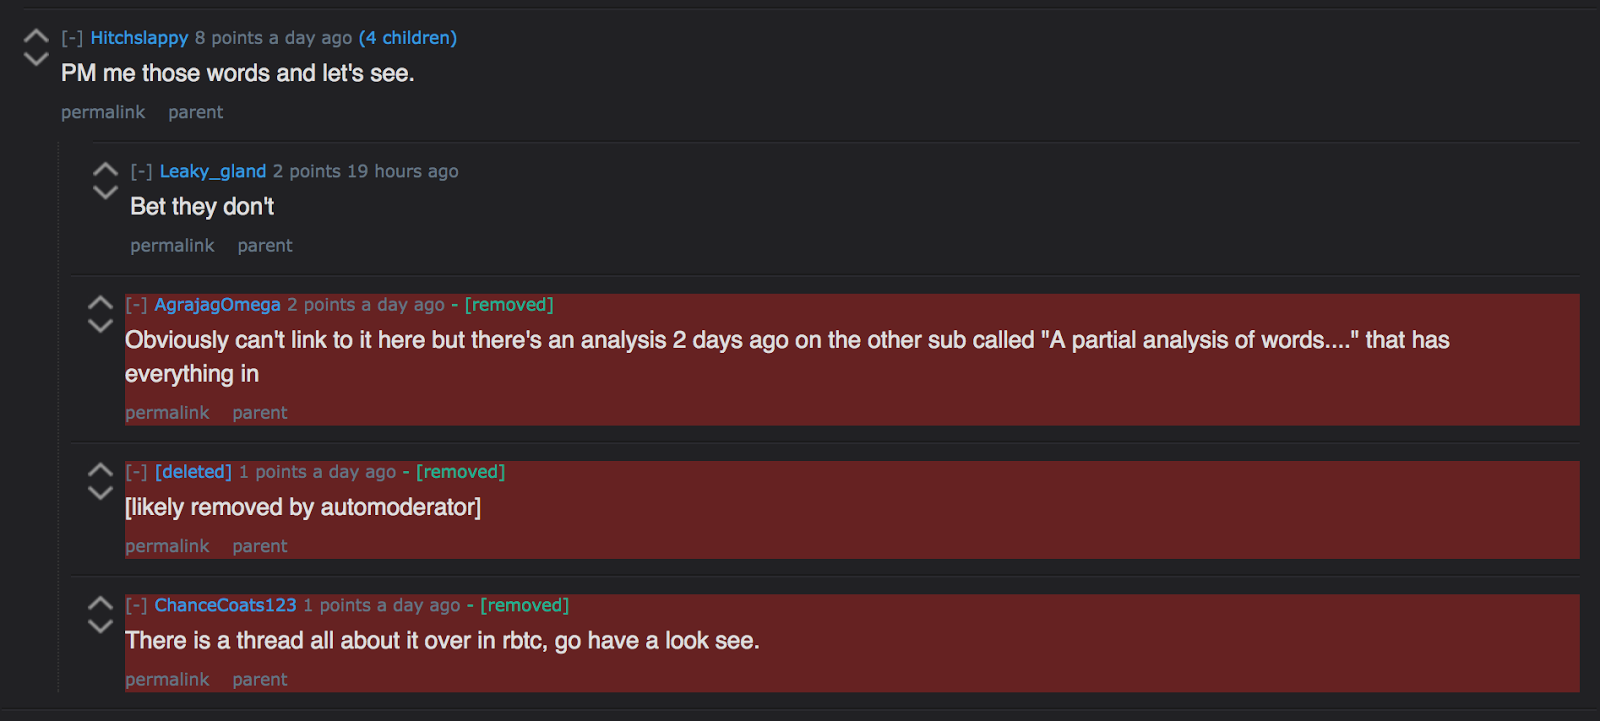 [-] Hitchslappy 8 points a day ago (4 children)
PM me those words and let's see.
permalink parent
[-] Leaky_gland 2 points 19 hours ago
Bet they don't
permalink parent
[-] AgrajagOmega 2 points a day ago - [removed]
Obviously can't link to it here but there's an analysis 2 days ago on the other sub called "A partial analysis of words...." that has
everything in
permalink parent
[-] [deleted] 1 points a day ago - [removed]
[likely removed by automoderator]
permalink parent
[-] ChanceCoats123 1 points a day ago - [removed]
There is a thread all about it over in rbtc, go have a look see.
permalink parent